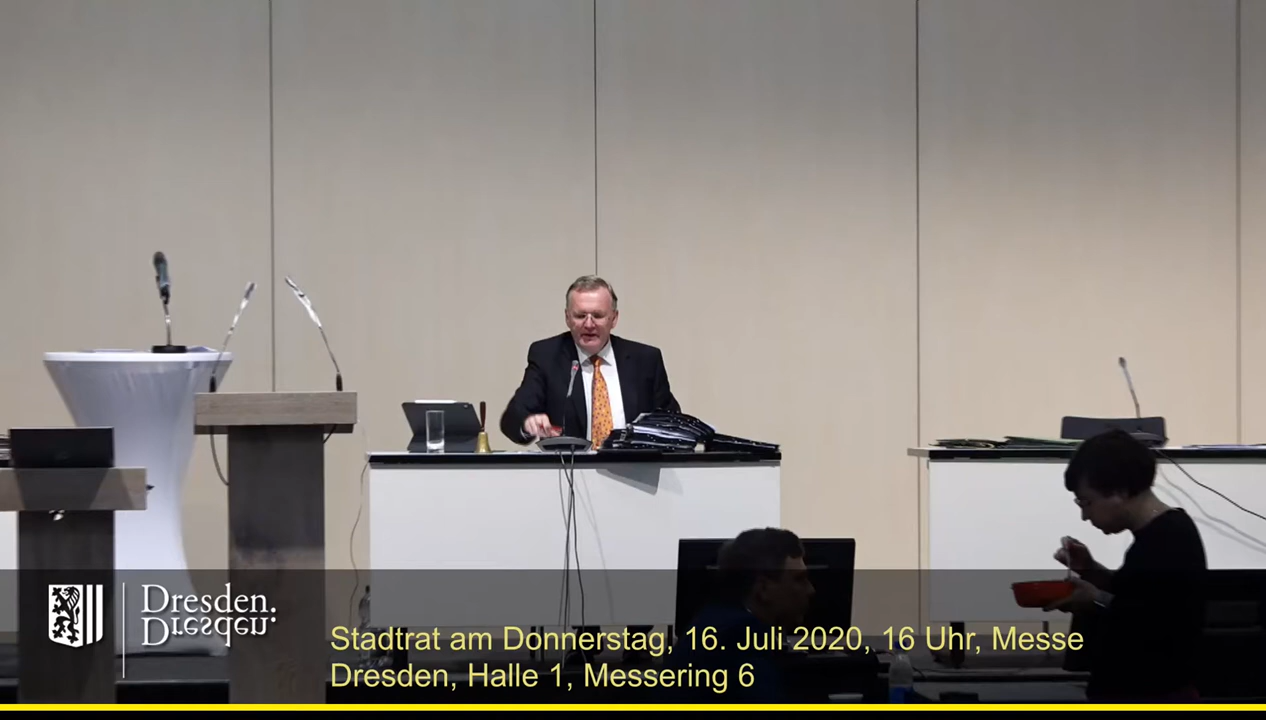 Dresden.
Dresden.
Stadtrat am Donnerstag, 16. Juli 2020, 16 Uhr, Messe
Dresden, Halle 1, Messering 6